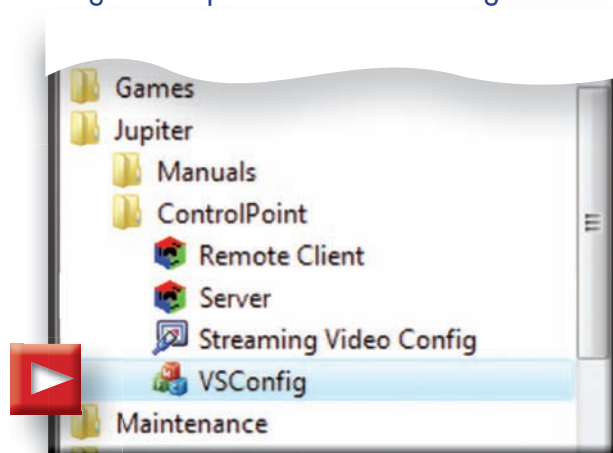 Games
Jupiter
Manuals
ControlPoint
Remote Client
Server
Streaming Video Config
VSConfig
Maintenance